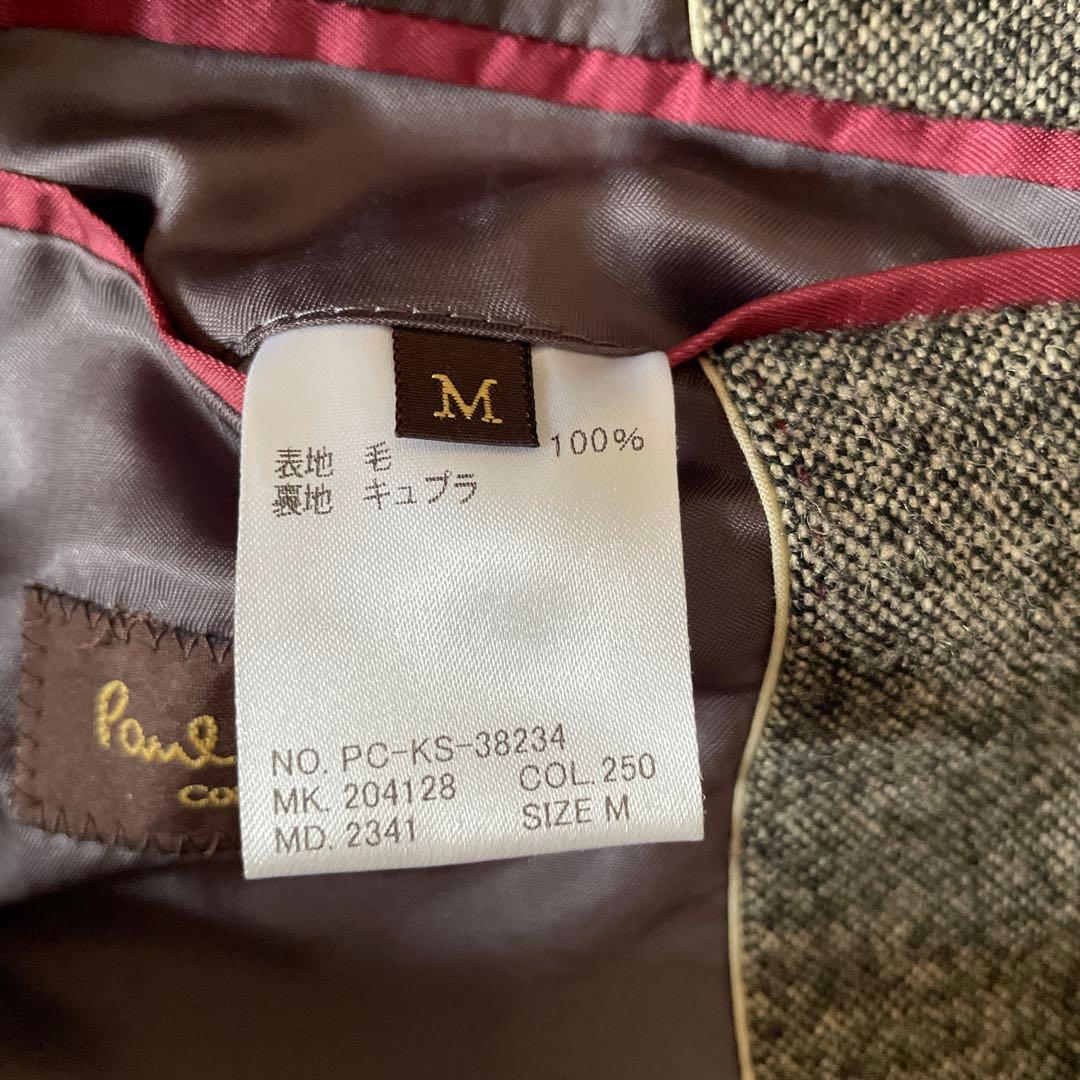 M
表地 毛 100%
裏地 キュプラ
Paul
NO. PC-KS-38234
MK. 204128 COL. 250
MD. 2341 SIZE M